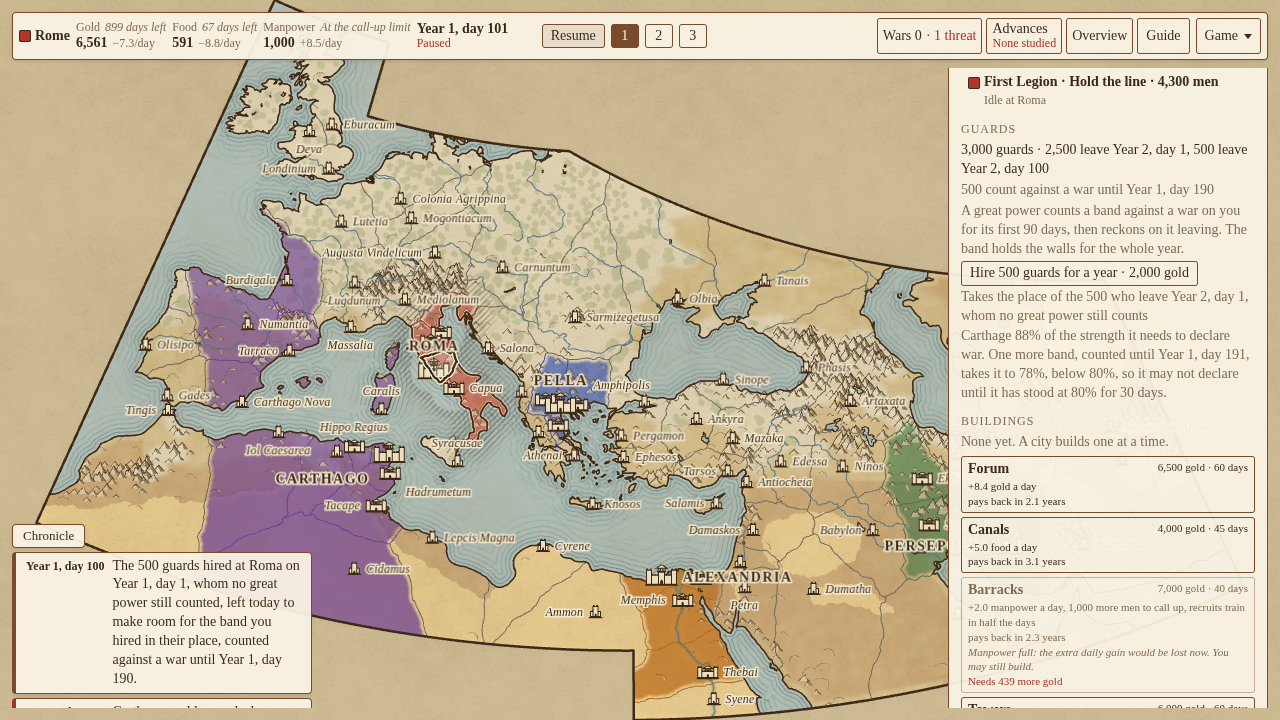 Rome
Gold 899 days left
6,561 −7.3/day
Food 67 days left
591 −8.8/day
Manpower At the call-up limit
1,000 +8.5/day
Year 1, day 101
Paused
Resume
1
2
3
Wars 0 · 1 threat
Advances
None studied
Overview
Guide
Game
First Legion · Hold the line · 4,300 men
Idle at Roma
GUARDS
3,000 guards · 2,500 leave Year 2, day 1, 500 leave
Year 2, day 100
500 count against a war until Year 1, day 190
A great power counts a band against a war on you
for its first 90 days, then reckons on it leaving. The
band holds the walls for the whole year.
Hire 500 guards for a year · 2,000 gold
Takes the place of the 500 who leave Year 2, day 1,
whom no great power still counts
Carthage 88% of the strength it needs to declare
war. One more band, counted until Year 1, day 191,
takes it to 78%, below 80%, so it may not declare
until it has stood at 80% for 30 days.
BUILDINGS
None yet. A city builds one at a time.
Forum
6,500 gold · 60 days
+8.4 gold a day
pays back in 2.1 years
Canals
4,000 gold · 45 days
+5.0 food a day
pays back in 3.1 years
Barracks
7,000 gold · 40 days
+2.0 manpower a day, 1,000 more men to call up, recruits train
in half the days
pays back in 2.3 years
Manpower full: the extra daily gain would be lost now. You
may still build.
Needs 439 more gold
Eburacum
Deva
Londinium
Colonia Agrippina
Lutetia
Mogontiacum
Augusta Vindelicum
Carnuntum
Burdigala
Lugdunum
Mediolanum
Tanais
Olbia
Numantia
Sarmizegetusa
Olisipo
Tarraco
Massalia
ROMA
Salona
Phasis
Gades
Carthago Nova
Caralis
Capua
PELLA
Amphipolis
Sinope
Artaxata
Tingis
Hippo Regius
Ankyra
Iol Caesarea
Syracusae
Athenai
Pergamon
Mazaka
Ephesos
Tarsos
Edessa
Ninos
CARTHAGO
Hadrumetum
Antiocheia
Tacape
Knosos
Salamis
Lepcis Magna
Cyrene
Damaskos
Babylon
PERSEP
Cidamus
ALEXANDRIA
Memphis
Petra
Dumatha
Ammon
Thebai
Syene
Chronicle
Year 1, day 100
The 500 guards hired at Roma on
Year 1, day 1, whom no great
power still counted, left today to
make room for the band you
hired in their place, counted
against a war until Year 1, day
190.